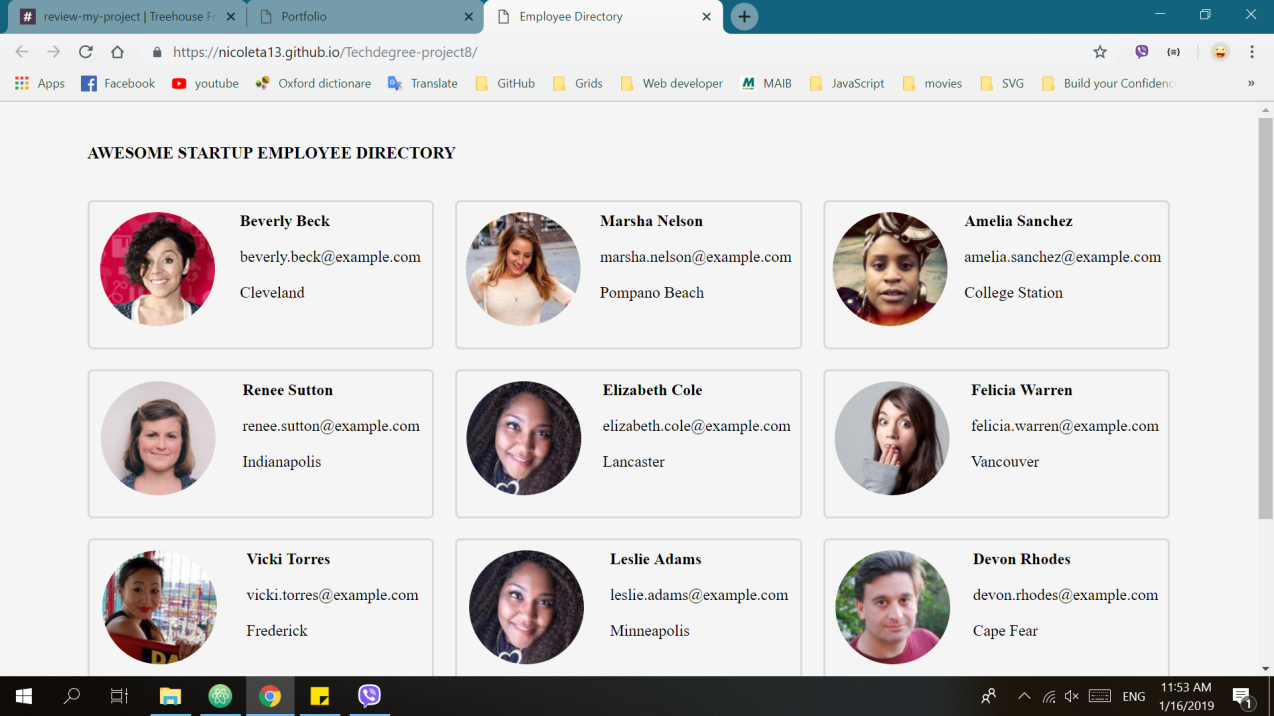 review-my-project | Treehouse Fr
Portfolio
Employee Directory
https://nicoleta13.github.io/Techdegree-project8/
Apps Facebook youtube Oxford dictionare Translate GitHub Grids Web developer MAIB JavaScript movies SVG Build your Confidenc »
AWESOME STARTUP EMPLOYEE DIRECTORY
Beverly Beck
beverly.beck@example.com
Cleveland
Marsha Nelson
marsha.nelson@example.com
Pompano Beach
Amelia Sanchez
amelia.sanchez@example.com
College Station
Renee Sutton
renee.sutton@example.com
Indianapolis
Elizabeth Cole
elizabeth.cole@example.com
Lancaster
Felicia Warren
felicia.warren@example.com
Vancouver
Vicki Torres
vicki.torres@example.com
Frederick
Leslie Adams
leslie.adams@example.com
Minneapolis
Devon Rhodes
devon.rhodes@example.com
Cape Fear
ENG
11:53 AM
1/16/2019
1